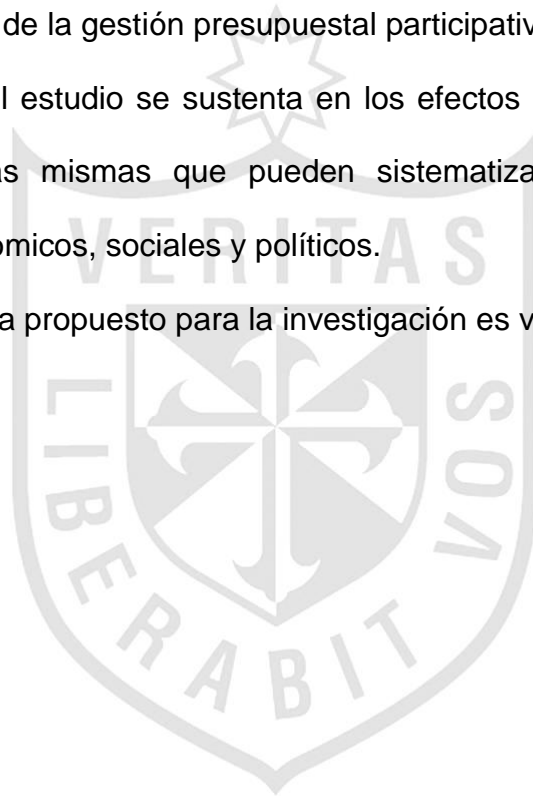 de la gestión presupuestal participativ
l estudio se sustenta en los efectos
as mismas que pueden sistematiza
ómicos, sociales y políticos.
a propuesto para la investigación es v
VERITAS
LIBERABIT VOS